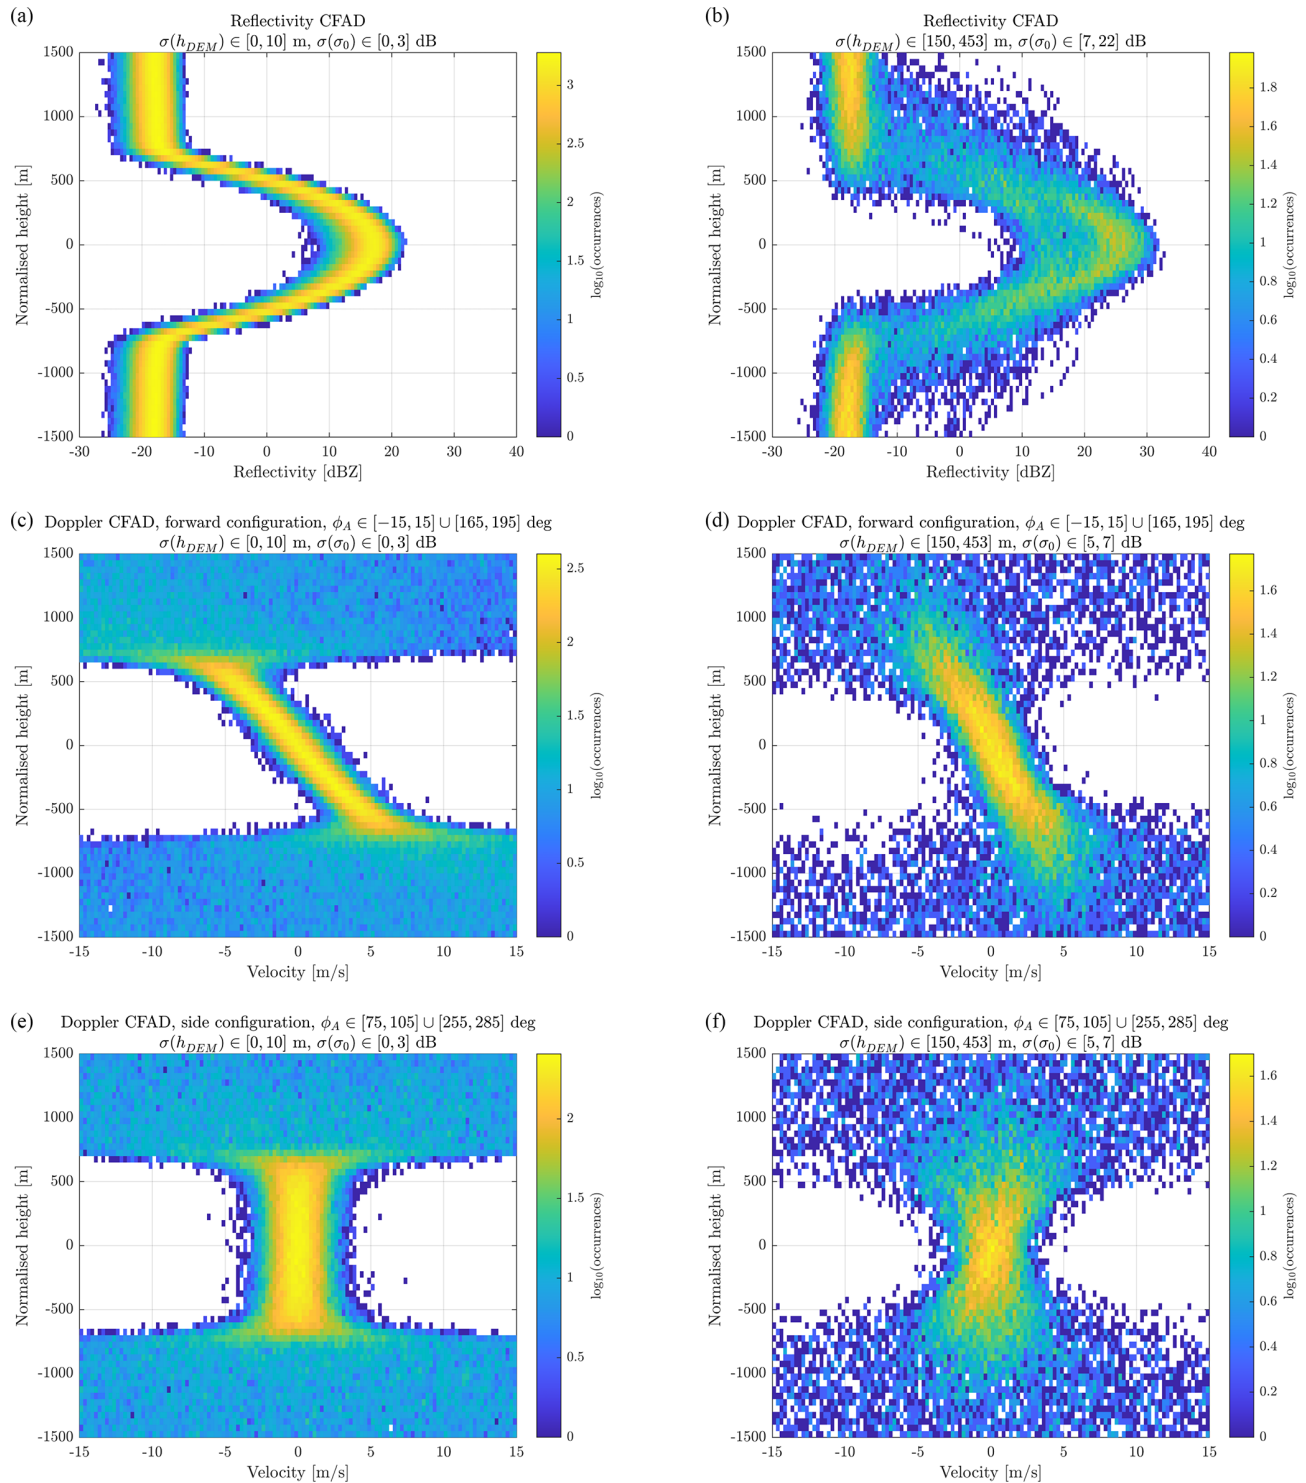 (a)
Reflectivity CFAD
σ(h_DEM) ∈ [0, 10] m, σ(σ₀) ∈ [0, 3] dB
1500
1000
500
0
-500
-1000
-1500
Normalised height [m]
-30 -20 -10 0 10 20 30 40
Reflectivity [dBZ]
3
2.5
2
1.5
1
0.5
0
log₁₀(occurrences)
(b)
Reflectivity CFAD
σ(h_DEM) ∈ [150, 453] m, σ(σ₀) ∈ [7, 22] dB
1500
1000
500
0
-500
-1000
-1500
Normalised height [m]
-30 -20 -10 0 10 20 30 40
Reflectivity [dBZ]
1.8
1.6
1.4
1.2
1
0.8
0.6
0.4
0.2
0
log₁₀(occurrences)
(c)
Doppler CFAD, forward configuration, ϕ_A ∈ [−15, 15] ∪ [165, 195] deg
σ(h_DEM) ∈ [0, 10] m, σ(σ₀) ∈ [0, 3] dB
1500
1000
500
0
-500
-1000
-1500
Normalised height [m]
-15 -10 -5 0 5 10 15
Velocity [m/s]
2.5
2
1.5
1
0.5
0
log₁₀(occurrences)
(d)
Doppler CFAD, forward configuration, ϕ_A ∈ [−15, 15] ∪ [165, 195] deg
σ(h_DEM) ∈ [150, 453] m, σ(σ₀) ∈ [5, 7] dB
1500
1000
500
0
-500
-1000
-1500
Normalised height [m]
-15 -10 -5 0 5 10 15
Velocity [m/s]
1.6
1.4
1.2
1
0.8
0.6
0.4
0.2
0
log₁₀(occurrences)
(e)
Doppler CFAD, side configuration, ϕ_A ∈ [75, 105] ∪ [255, 285] deg
σ(h_DEM) ∈ [0, 10] m, σ(σ₀) ∈ [0, 3] dB
1500
1000
500
0
-500
-1000
-1500
Normalised height [m]
-15 -10 -5 0 5 10 15
Velocity [m/s]
2
1.5
1
0.5
0
log₁₀(occurrences)
(f)
Doppler CFAD, side configuration, ϕ_A ∈ [75, 105] ∪ [255, 285] deg
σ(h_DEM) ∈ [150, 453] m, σ(σ₀) ∈ [5, 7] dB
1500
1000
500
0
-500
-1000
-1500
Normalised height [m]
-15 -10 -5 0 5 10 15
Velocity [m/s]
1.6
1.4
1.2
1
0.8
0.6
0.4
0.2
0
log₁₀(occurrences)